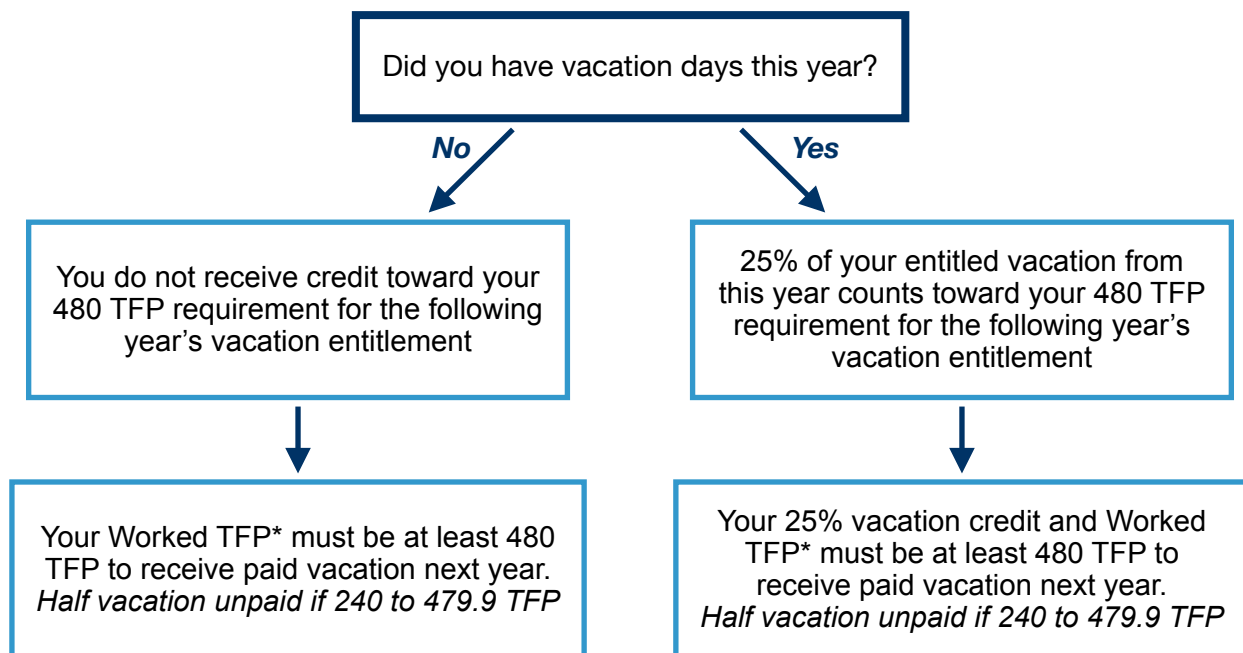 Did you have vacation days this year?
No
Yes
You do not receive credit toward your
480 TFP requirement for the following
year’s vacation entitlement
25% of your entitled vacation from
this year counts toward your 480 TFP
requirement for the following year’s
vacation entitlement
Your Worked TFP* must be at least 480
TFP to receive paid vacation next year.
Half vacation unpaid if 240 to 479.9 TFP
Your 25% vacation credit and Worked
TFP* must be at least 480 TFP to
receive paid vacation next year.
Half vacation unpaid if 240 to 479.9 TFP